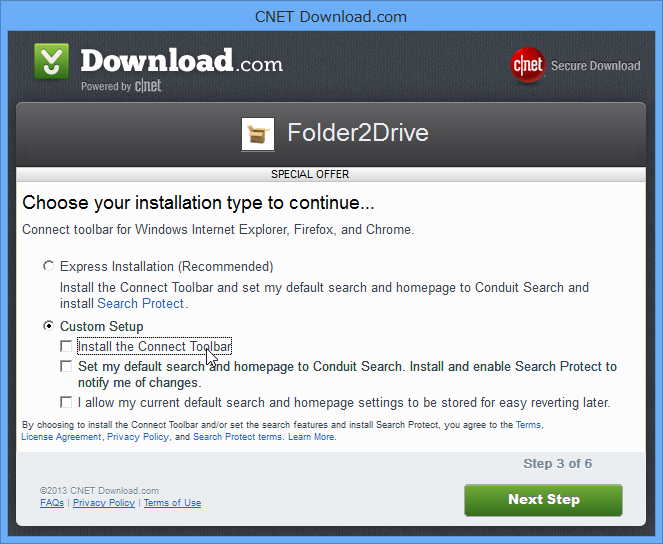 CNET Download.com
Download.com
Powered by c|net
c|net Secure Download
Folder2Drive
SPECIAL OFFER
Choose your installation type to continue...
Connect toolbar for Windows Internet Explorer, Firefox, and Chrome.
Express Installation (Recommended)
Install the Connect Toolbar and set my default search and homepage to Conduit Search and
install Search Protect.
Custom Setup
Install the Connect Toolbar
Set my default search and homepage to Conduit Search. Install and enable Search Protect to
notify me of changes.
I allow my current default search and homepage settings to be stored for easy reverting later.
By choosing to install the Connect Toolbar and/or set the search features and install Search Protect, you agree to the Terms,
License Agreement, Privacy Policy, and Search Protect terms. Learn More.
Step 3 of 6
©2013 CNET Download.com
FAQs | Privacy Policy | Terms of Use
Next Step